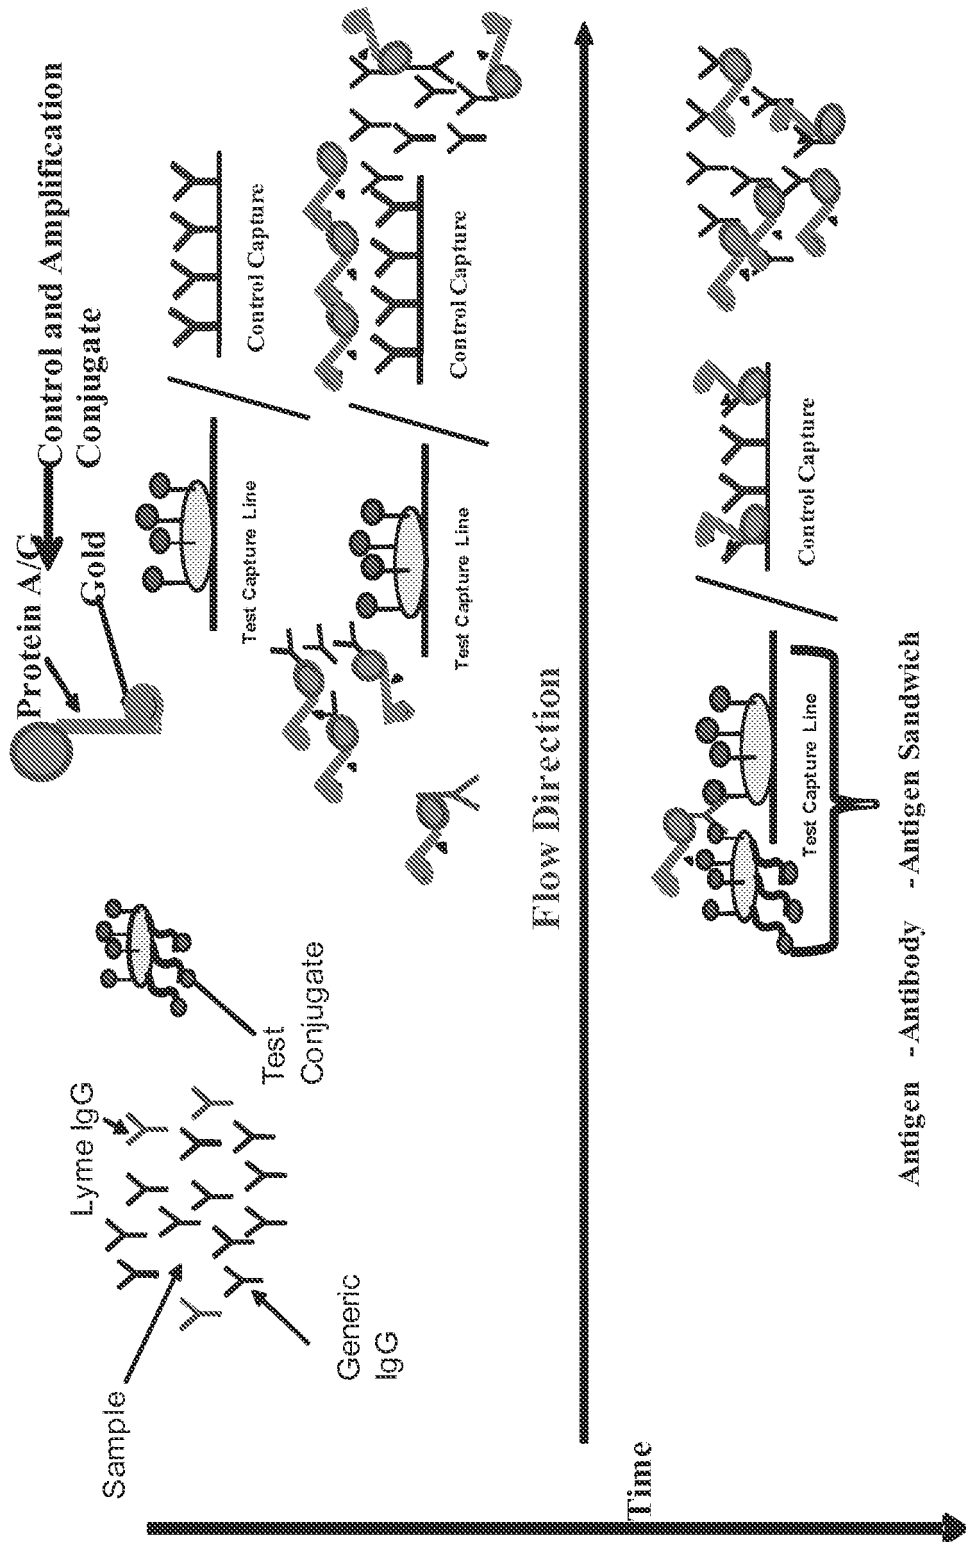 Sample
Lyme IgG
Generic
IgG
Test
Conjugate
Protein A/C
Gold
Control and Amplification
Conjugate
Test Capture Line
Control Capture
Test Capture Line
Control Capture
Flow Direction
Time
Test Capture Line
Control Capture
Antigen -Antibody -Antigen Sandwich